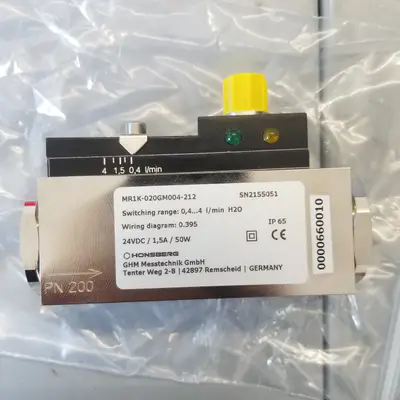 4 1,5 0,4 l/min
MR1K-020GM004-212 SN2155051
Switching range: 0,4...4 l/min H2O
Wiring diagram: 0.395 IP 65
24VDC / 1,5A / 50W
HONSBERG
GHM Messtechnik GmbH
Tenter Weg 2-8 | 42897 Remscheid | GERMANY
0000660010
PN 200